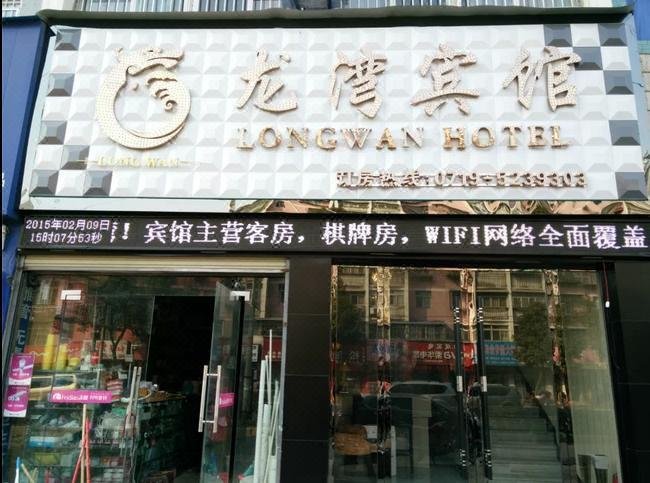 龙湾宾馆
LONGWAN HOTEL
LONG WAN
订房热线:0719-5239303
2015年02月09日
15时07分53秒
! 宾馆主营客房，棋牌房，WIFI网络全面覆盖